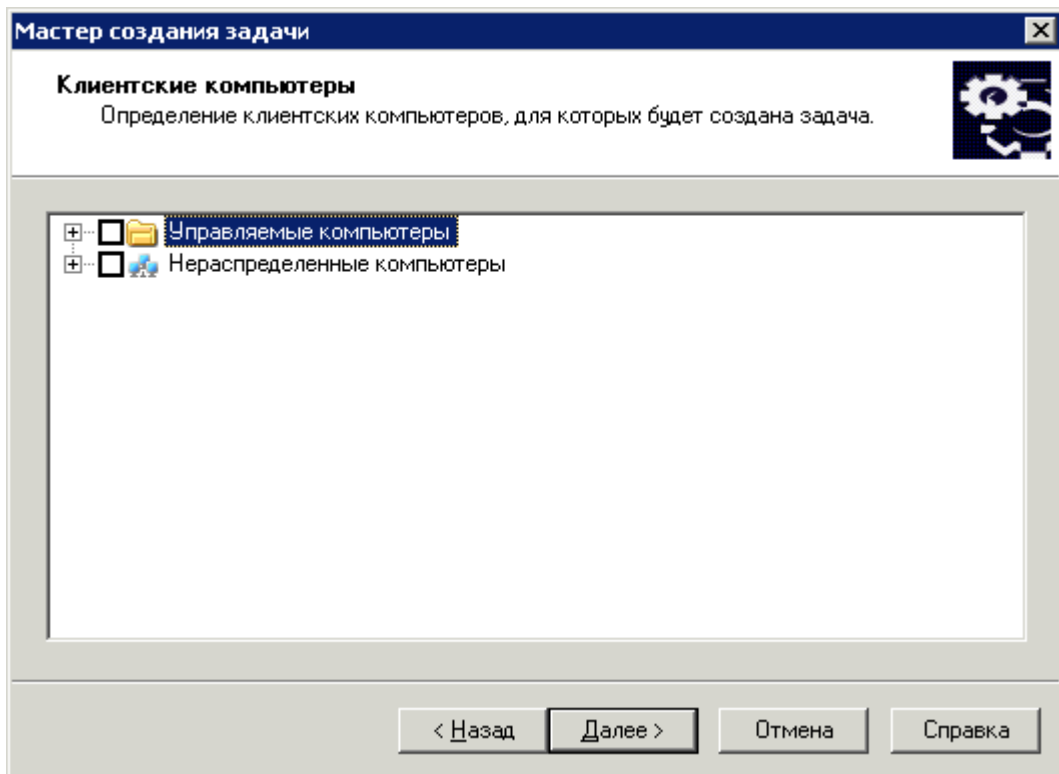 Мастер создания задачи
Клиентские компьютеры
Определение клиентских компьютеров, для которых будет создана задача.
Управляемые компьютеры
Нераспределенные компьютеры
< Назад Далее > Отмена Справка